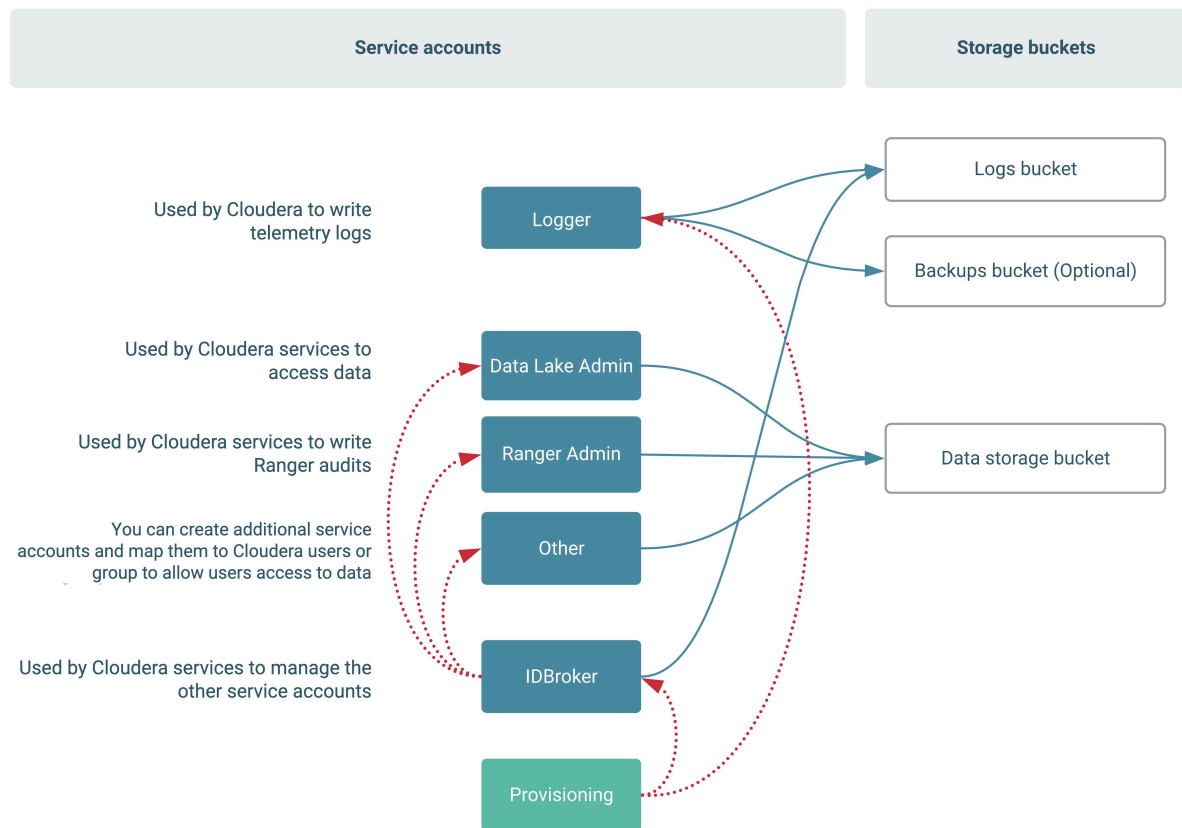 Service accounts
Storage buckets
Used by Cloudera to write
telemetry logs
Logger
Logs bucket
Backups bucket (Optional)
Used by Cloudera services to
access data
Data Lake Admin
Used by Cloudera services to write
Ranger audits
Ranger Admin
Data storage bucket
You can create additional service
accounts and map them to Cloudera users or
group to allow users access to data
Other
Used by Cloudera services to manage the
other service accounts
IDBroker
Provisioning